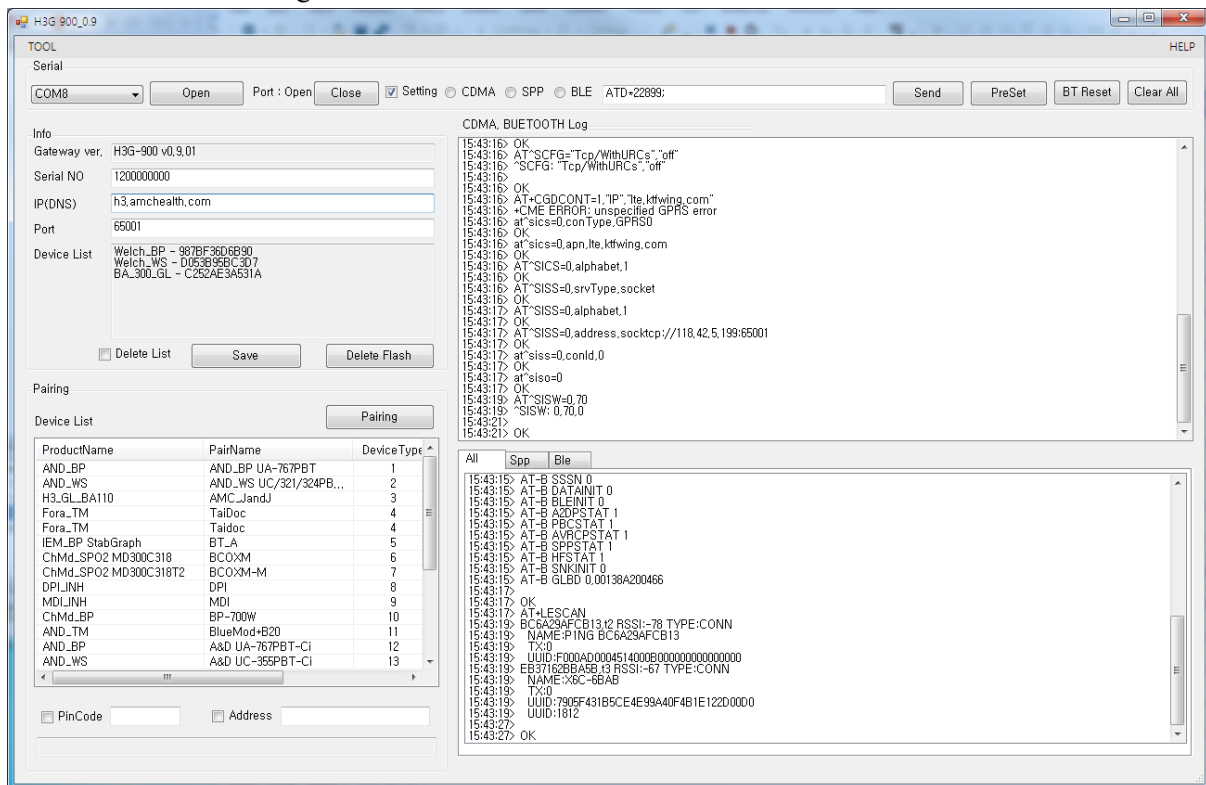 H3G 900_0.9
TOOL HELP
Serial
COM8 Open Port : Open Close Setting CDMA SPP BLE ATD*22899; Send PreSet BT Reset Clear All
Info
Gateway ver, H3G-900 v0,9,01
Serial NO 1200000000
IP(DNS) h3,amchealth,com
Port 65001
Device List Welch_BP - 987BF36D6B90
Welch_WS - D053B95BC3D7
BA_300_GL - C252AE3A531A
Delete List Save Delete Flash
Pairing
Device List Pairing
ProductName PairName DeviceType
AND_BP AND_BP UA-767PBT 1
AND_WS AND_WS UC/321/324PB,,, 2
H3_GL_BA110 AMC_JandJ 3
Fora_TM TaiDoc 4
Fora_TM Taidoc 4
IEM_BP StabGraph BT_A 5
ChMd_SPO2 MD300C318 BCOXM 6
ChMd_SPO2 MD300C318T2 BCOXM-M 7
DPI_INH DPI 8
MDI_INH MDI 9
ChMd_BP BP-700W 10
AND_TM BlueMod+B20 11
AND_BP A&D UA-767PBT-Ci 12
AND_WS A&D UC-355PBT-Ci 13
PinCode Address
CDMA, BUETOOTH Log
15:43:16> OK
15:43:16> AT^SCFG="Tcp/WithURCs","off"
15:43:16> ^SCFG: "Tcp/WithURCs","off"
15:43:16>
15:43:16> OK
15:43:16> AT+CGDCONT=1,"IP","lte,ktfwing,com"
15:43:16> +CME ERROR: unspecified GPRS error
15:43:16> at^sics=0,conType,GPRS0
15:43:16> OK
15:43:16> at^sics=0,apn,lte,ktfwing,com
15:43:16> OK
15:43:16> AT^SICS=0,alphabet,1
15:43:16> OK
15:43:16> AT^SISS=0,srvType,socket
15:43:16> OK
15:43:17> AT^SISS=0,alphabet,1
15:43:17> OK
15:43:17> AT^SISS=0,address,socktcp://118,42,5,199:65001
15:43:17> OK
15:43:17> at^siss=0,conId,0
15:43:17> OK
15:43:17> at^siso=0
15:43:17> OK
15:43:19> AT^SISW=0,70
15:43:19> ^SISW: 0,70,0
15:43:21>
15:43:21> OK
All Spp Ble
15:43:15> AT-B SSSN 0
15:43:15> AT-B DATAINIT 0
15:43:15> AT-B BLEINIT 0
15:43:15> AT-B A2DPSTAT 1
15:43:15> AT-B PBCSTAT 1
15:43:15> AT-B AVRCPSTAT 1
15:43:15> AT-B SPPSTAT 1
15:43:15> AT-B HFSTAT 1
15:43:15> AT-B SNKINIT 0
15:43:15> AT-B GLBD 0,00138A200466
15:43:17>
15:43:17> OK
15:43:17> AT+LESCAN
15:43:19> BC6A29AFCB13,t2 RSSI:-78 TYPE:CONN
15:43:19> NAME:PING BC6A29AFCB13
15:43:19> TX:0
15:43:19> UUID:F000AD0004514000B000000000000000
15:43:19> EB37162BBA5B,t3 RSSI:-67 TYPE:CONN
15:43:19> NAME:X6C-6BAB
15:43:19> TX:0
15:43:19> UUID:7905F431B5CE4E99A40F4B1E122D00D0
15:43:19> UUID:1812
15:43:27>
15:43:27> OK